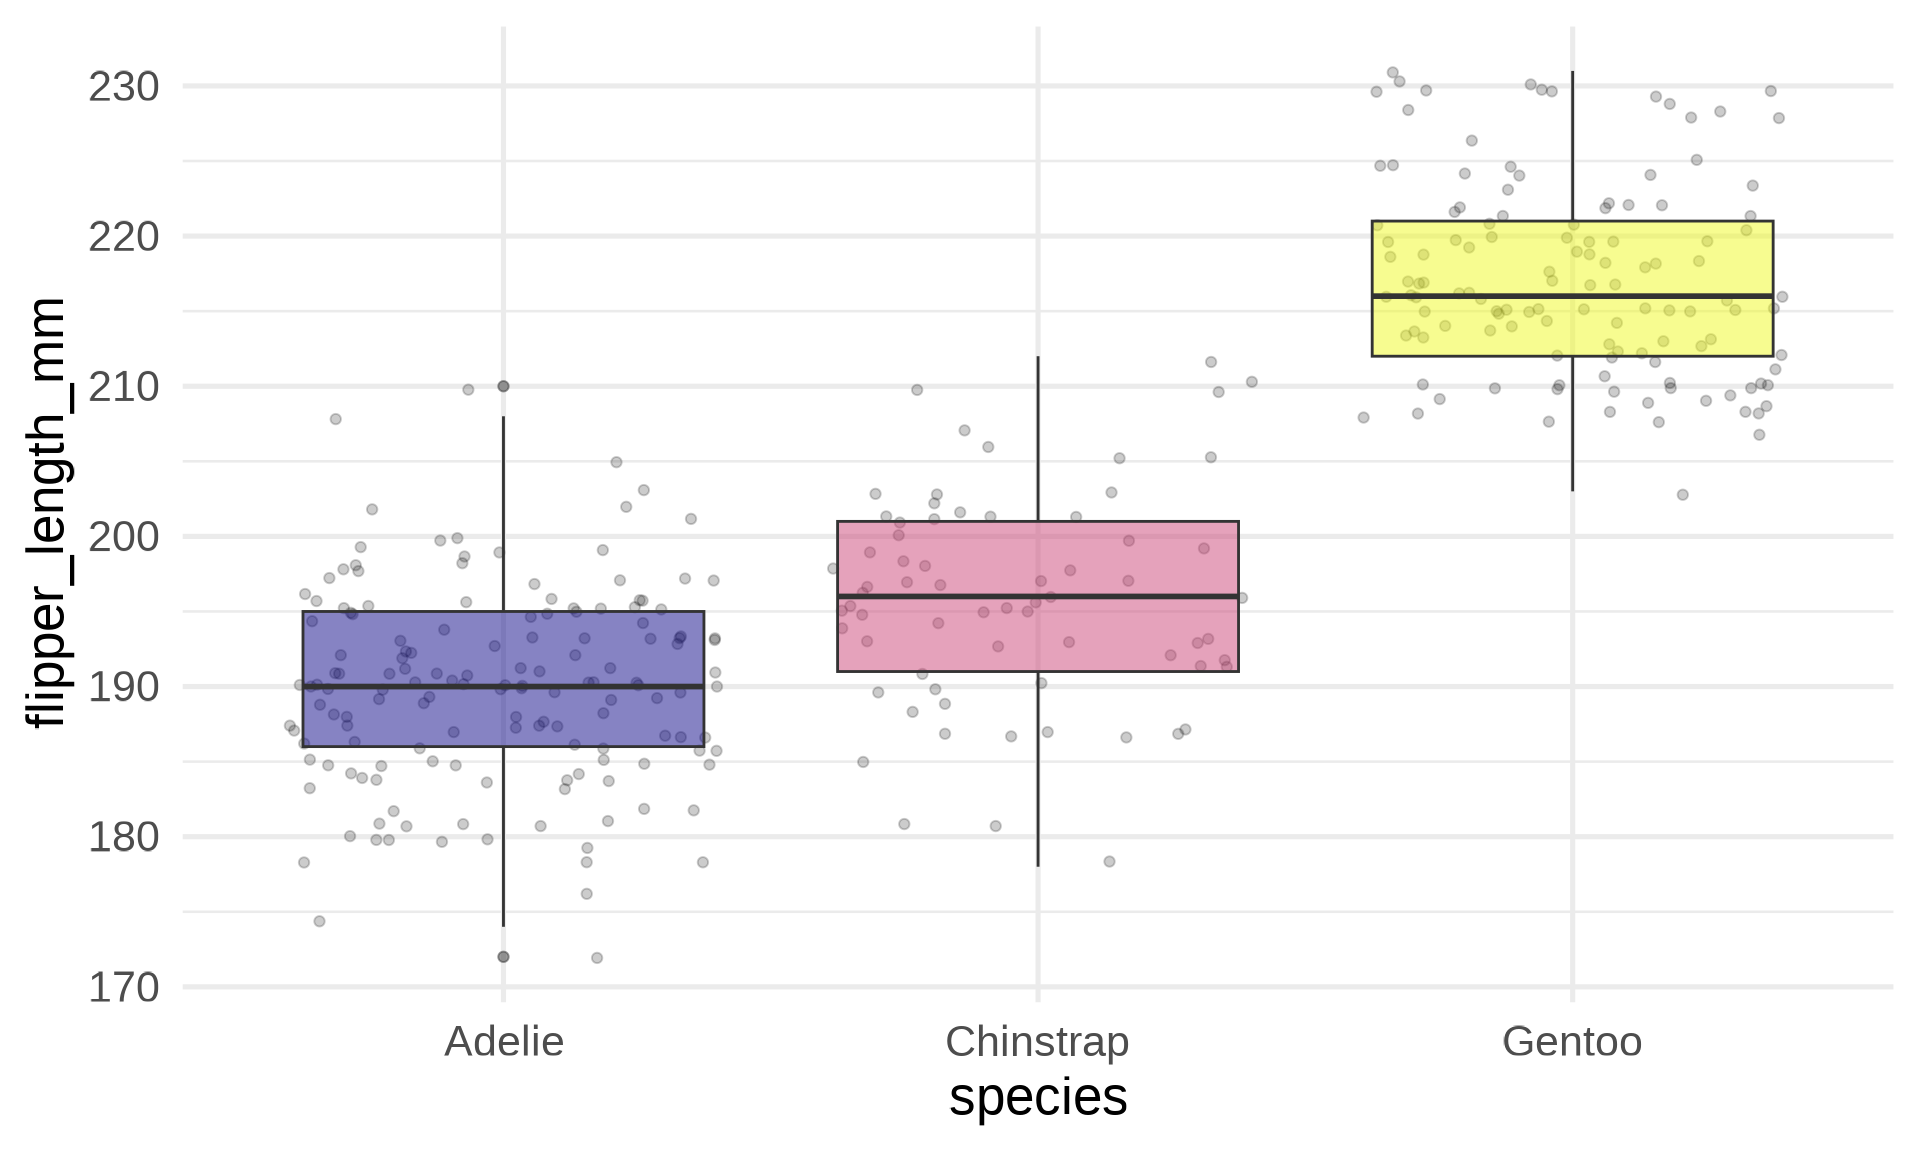 flipper_length_mm
230
220
210
200
190
180
170
Adelie
Chinstrap
Gentoo
species